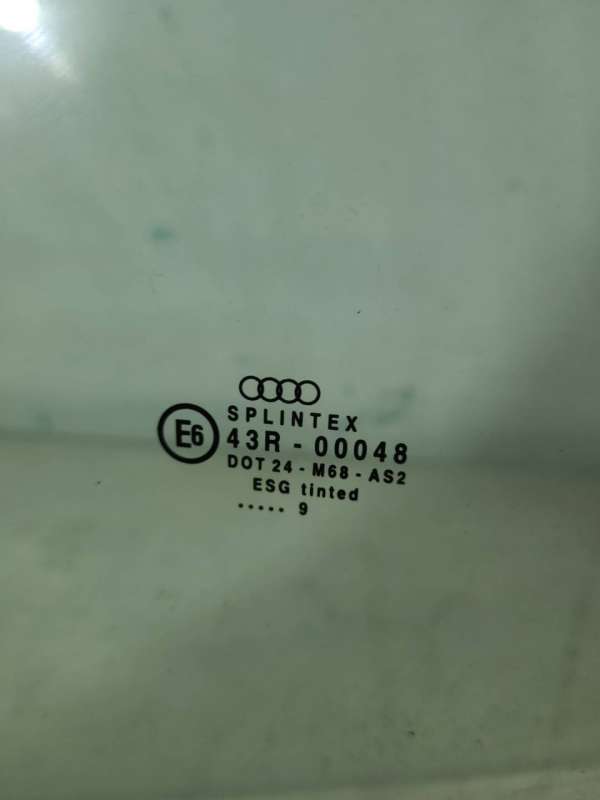 SPLINTEX
E6 43R - 00048
DOT 24 - M68 - AS2
ESG tinted
..... 9